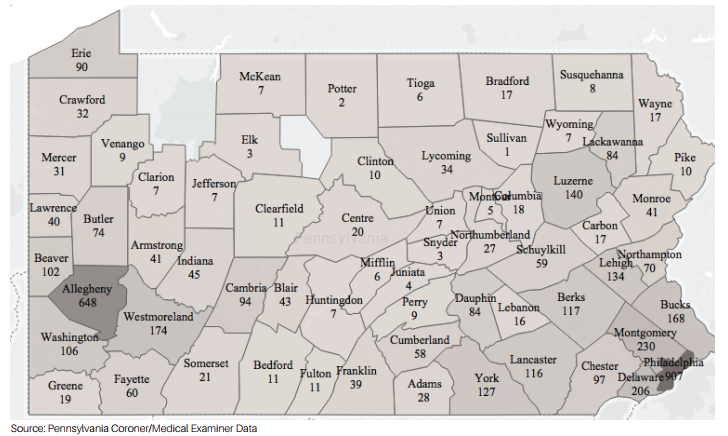 Erie
90
Crawford
32
Mercer
31
Venango
9
Clarion
7
Jefferson
7
McKean
7
Elk
3
Potter
2
Tioga
6
Bradford
17
Susquehanna
8
Wayne
17
Wyoming
7
Lackawanna
84
Pike
10
Sullivan
1
Lycoming
34
Clinton
10
Clearfield
11
Centre
20
Pennsylvania
Union
7
Montour
5
Columbia
18
Luzerne
140
Monroe
41
Carbon
17
Northampton
70
Lehigh
134
Schuylkill
59
Northumberland
27
Snyder
3
Mifflin
6
Juniata
4
Lawrence
40
Butler
74
Beaver
102
Armstrong
41
Indiana
45
Allegheny
648
Westmoreland
174
Washington
106
Greene
19
Fayette
60
Somerset
21
Cambria
94
Blair
43
Huntingdon
7
Bedford
11
Fulton
11
Franklin
39
Perry
9
Cumberland
58
Adams
28
Dauphin
84
Lebanon
16
York
127
Lancaster
116
Berks
117
Chester
97
Bucks
168
Montgomery
230
Philadelphia
907
Delaware
206
Source: Pennsylvania Coroner/Medical Examiner Data